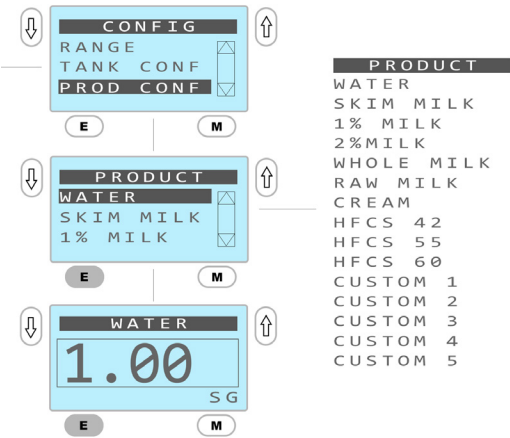 CONFIG
RANGE
TANK CONF
PROD CONF
E M
PRODUCT
WATER
SKIM MILK
1% MILK
E M
WATER
1.00
SG
E M
PRODUCT
WATER
SKIM MILK
1% MILK
2%MILK
WHOLE MILK
RAW MILK
CREAM
HFCS 42
HFCS 55
HFCS 60
CUSTOM 1
CUSTOM 2
CUSTOM 3
CUSTOM 4
CUSTOM 5